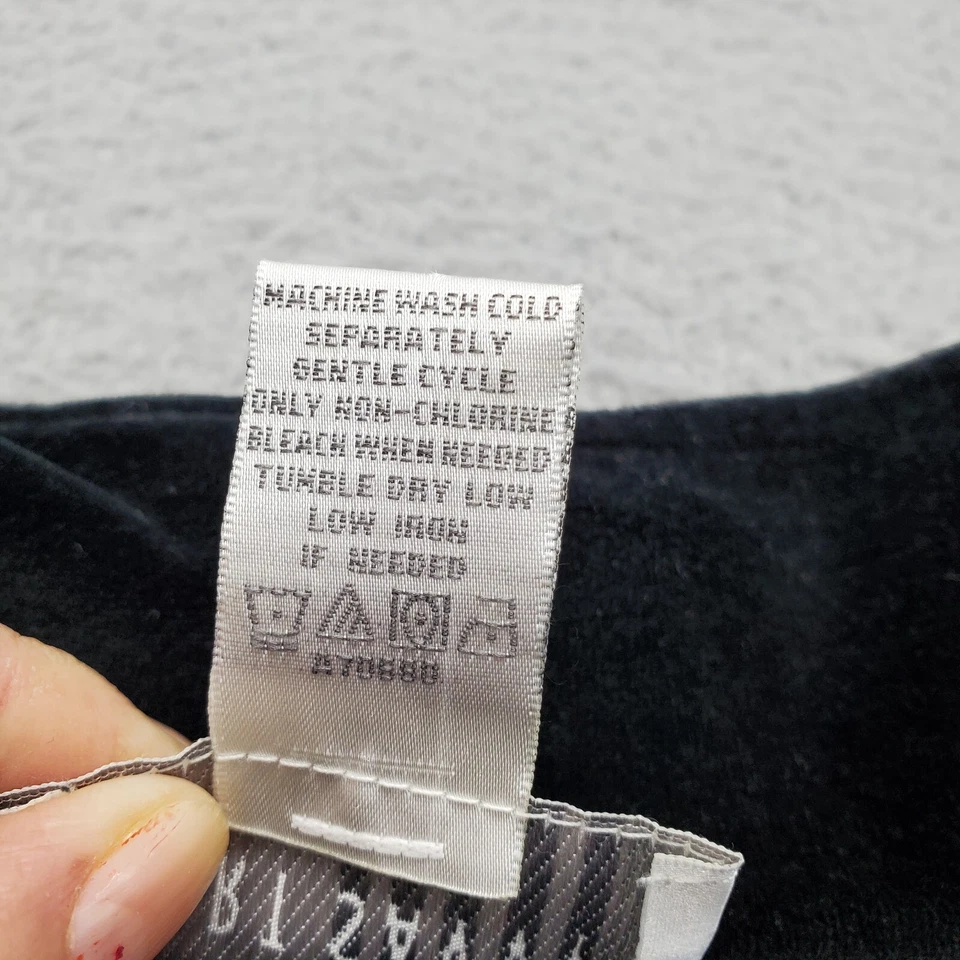 MACHINE WASH COLD
SEPARATELY
GENTLE CYCLE
ONLY NON-CHLORINE
BLEACH WHEN NEEDED
TUMBLE DRY LOW
LOW IRON
IF NEEDED